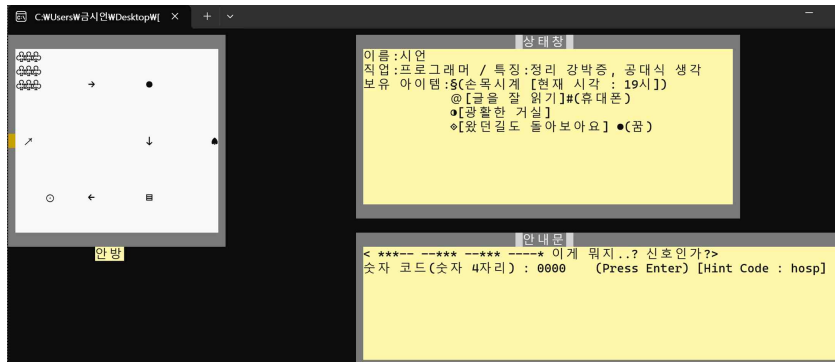 C:₩Users₩금시언₩Desktop₩[
상태창
이름:시언
직업:프로그래머 / 특징:정리 강박증, 공대식 생각
보유 아이템:§(손목시계 [현재 시각 : 19시])
@[글을 잘 읽기]#(휴대폰)
◑[광활한 거실]
◈[왔던길도 돌아보아요] ●(꿈)
안방
안내문
< ***-- --*** --*** ----* 이게 뭐지..? 신호인가?>
숫자 코드(숫자 4자리) : 0000 (Press Enter) [Hint Code : hosp]